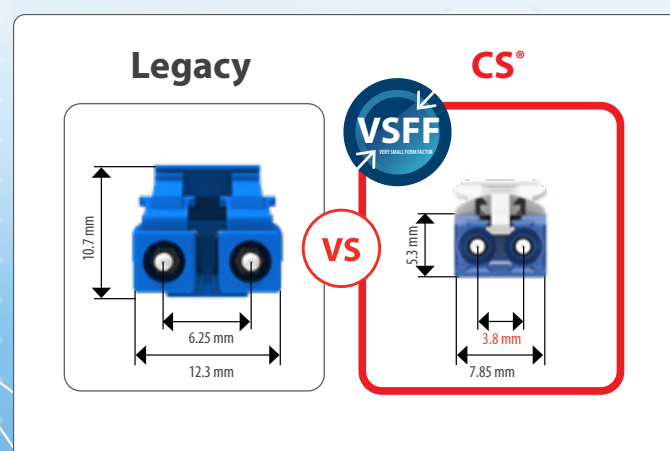 Legacy
CS®
VSFF
VERY SMALL FORM FACTOR
10.7 mm
VS
5.3 mm
6.25 mm
3.8 mm
12.3 mm
7.85 mm